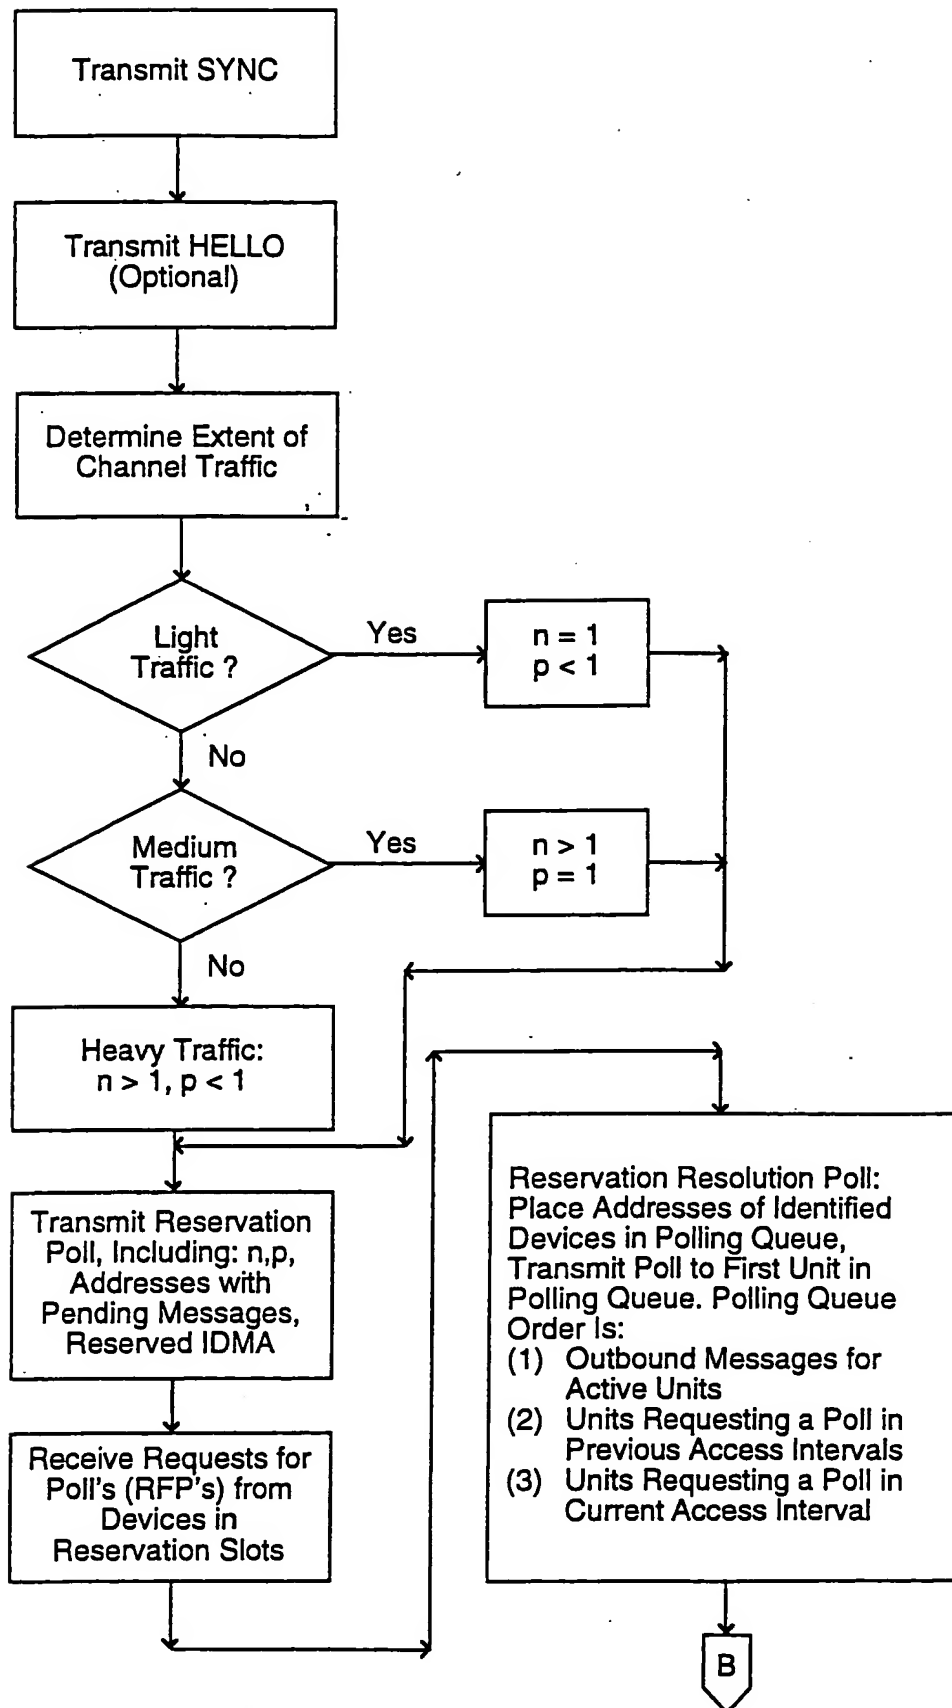 Transmit SYNC
Transmit HELLO
(Optional)
Determine Extent of
Channel Traffic
Light
Traffic ?
Yes
n = 1
p < 1
No
Medium
Traffic ?
Yes
n > 1
p = 1
No
Heavy Traffic:
n > 1, p < 1
Transmit Reservation
Poll, Including: n,p,
Addresses with
Pending Messages,
Reserved IDMA
Receive Requests for
Poll's (RFP's) from
Devices in
Reservation Slots
Reservation Resolution Poll:
Place Addresses of Identified
Devices in Polling Queue,
Transmit Poll to First Unit in
Polling Queue. Polling Queue
Order Is:
(1) Outbound Messages for
Active Units
(2) Units Requesting a Poll in
Previous Access Intervals
(3) Units Requesting a Poll in
Current Access Interval
B